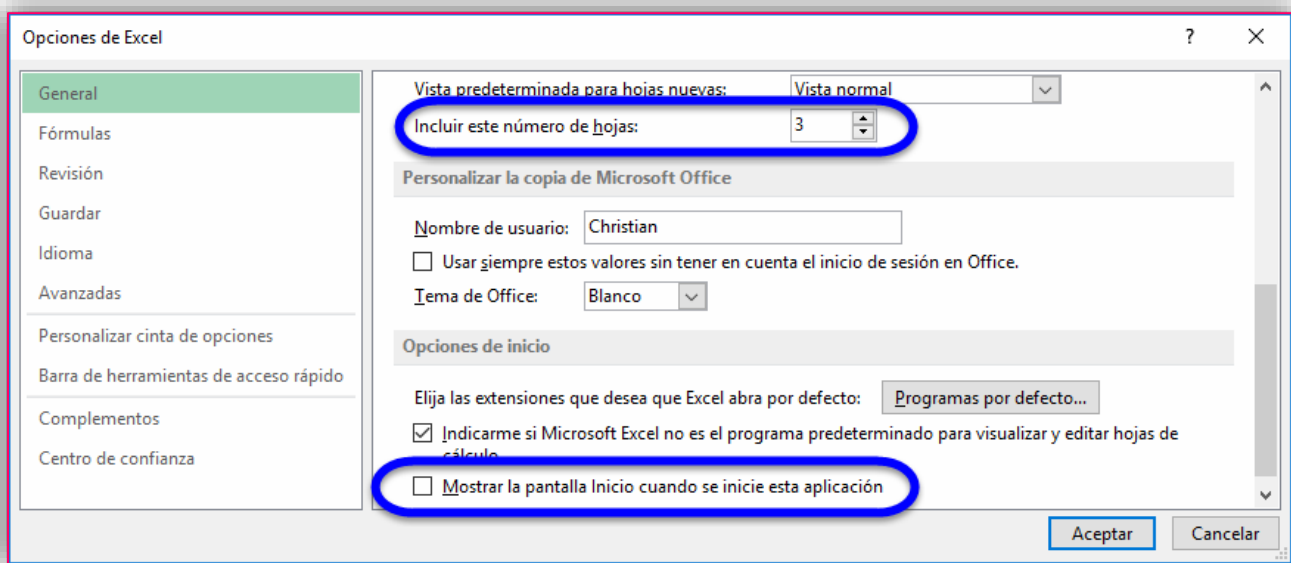 Opciones de Excel
?
General
Fórmulas
Revisión
Guardar
Idioma
Avanzadas
Personalizar cinta de opciones
Barra de herramientas de acceso rápido
Complementos
Centro de confianza
Vista predeterminada para hojas nuevas: Vista normal
Incluir este número de hojas: 3
Personalizar la copia de Microsoft Office
Nombre de usuario: Christian
Usar siempre estos valores sin tener en cuenta el inicio de sesión en Office.
Tema de Office: Blanco
Opciones de inicio
Elija las extensiones que desea que Excel abra por defecto: Programas por defecto...
Indicarme si Microsoft Excel no es el programa predeterminado para visualizar y editar hojas de
cálculo
Mostrar la pantalla Inicio cuando se inicie esta aplicación
Aceptar Cancelar